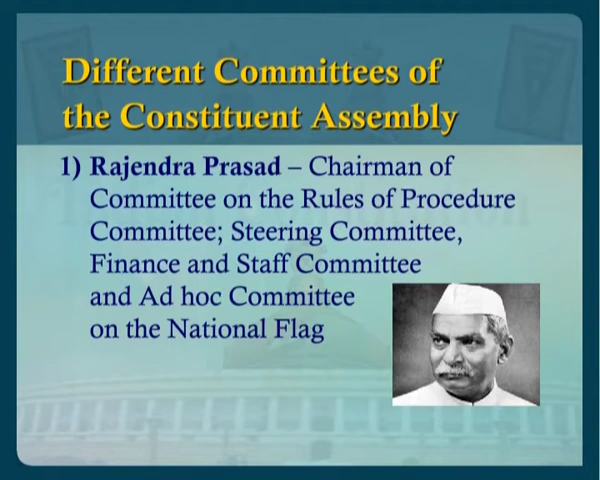 Different Committees of
the Constituent Assembly
1) Rajendra Prasad – Chairman of
Committee on the Rules of Procedure
Committee; Steering Committee,
Finance and Staff Committee
and Ad hoc Committee
on the National Flag